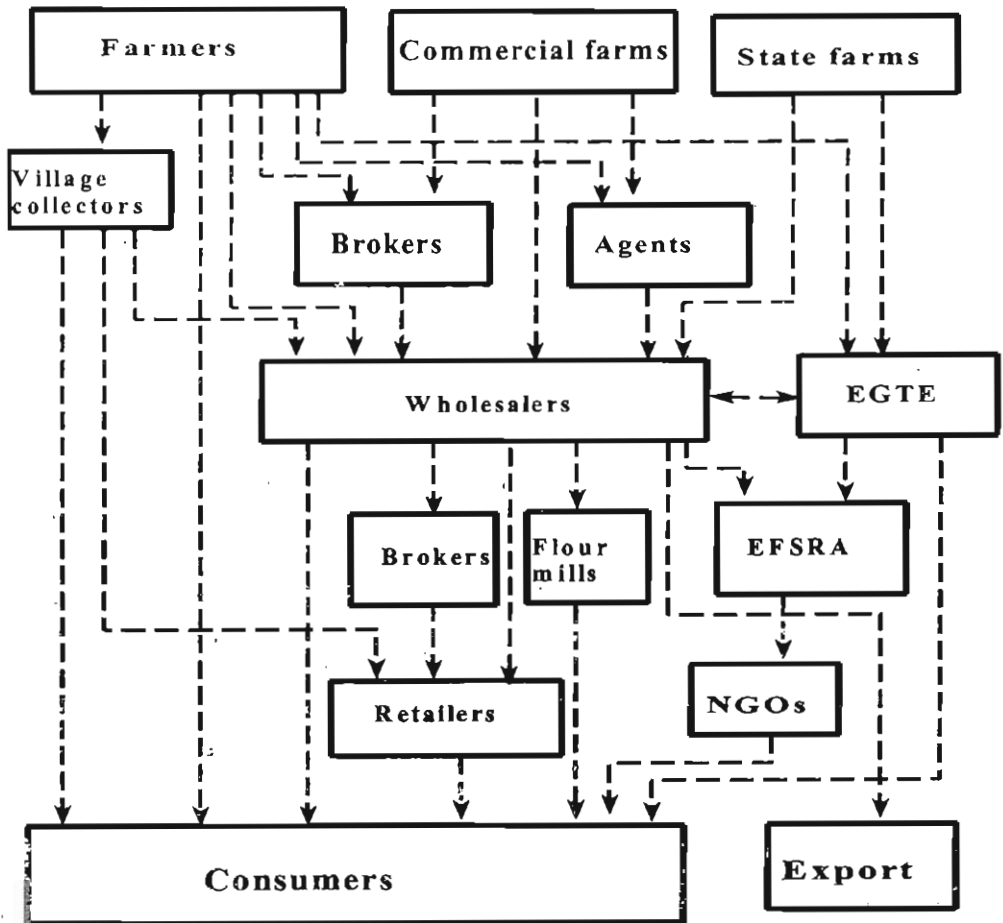 Farmers
Commercial farms
State farms
Village
collectors
Brokers
Agents
Wholesalers
EGTE
Brokers
Flour
mills
EFSRA
Retailers
NGOs
Consumers
Export